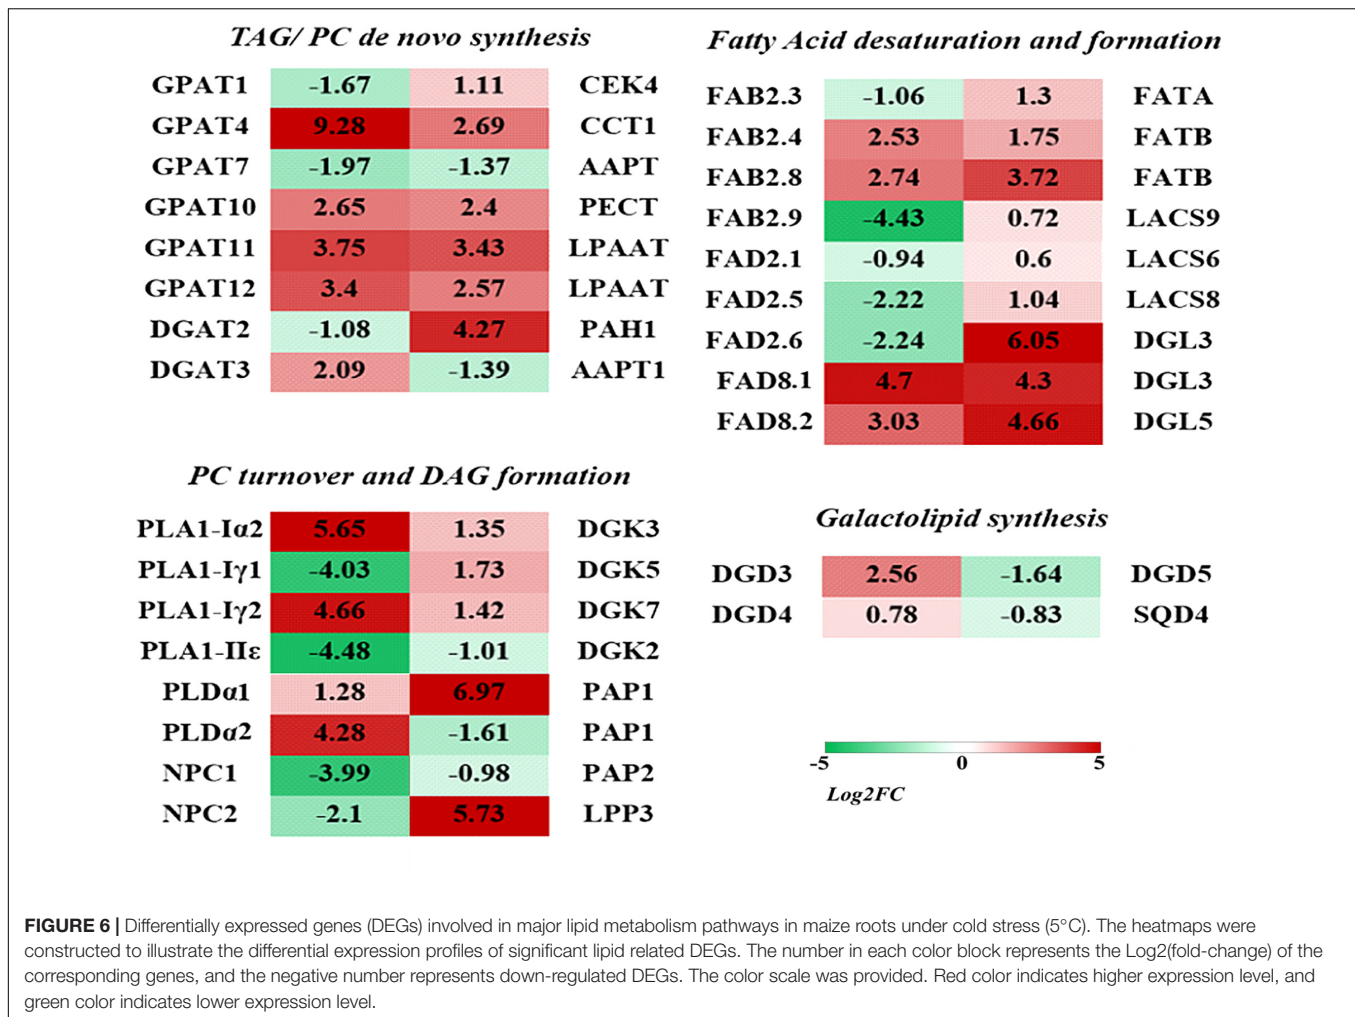 TAG/ PC de novo synthesis
GPAT1 -1.67 1.11 CEK4
GPAT4 9.28 2.69 CCT1
GPAT7 -1.97 -1.37 AAPT
GPAT10 2.65 2.4 PECT
GPAT11 3.75 3.43 LPAAT
GPAT12 3.4 2.57 LPAAT
DGAT2 -1.08 4.27 PAH1
DGAT3 2.09 -1.39 AAPT1
Fatty Acid desaturation and formation
FAB2.3 -1.06 1.3 FATA
FAB2.4 2.53 1.75 FATB
FAB2.8 2.74 3.72 FATB
FAB2.9 -4.43 0.72 LACS9
FAD2.1 -0.94 0.6 LACS6
FAD2.5 -2.22 1.04 LACS8
FAD2.6 -2.24 6.05 DGL3
FAD8.1 4.7 4.3 DGL3
FAD8.2 3.03 4.66 DGL5
PC turnover and DAG formation
PLA1-Iα2 5.65 1.35 DGK3
PLA1-Iγ1 -4.03 1.73 DGK5
PLA1-Iγ2 4.66 1.42 DGK7
PLA1-IIε -4.48 -1.01 DGK2
PLDα1 1.28 6.97 PAP1
PLDα2 4.28 -1.61 PAP1
NPC1 -3.99 -0.98 PAP2
NPC2 -2.1 5.73 LPP3
Galactolipid synthesis
DGD3 2.56 -1.64 DGD5
DGD4 0.78 -0.83 SQD4
-5 0 5
Log2FC
FIGURE 6 | Differentially expressed genes (DEGs) involved in major lipid metabolism pathways in maize roots under cold stress (5°C). The heatmaps were
constructed to illustrate the differential expression profiles of significant lipid related DEGs. The number in each color block represents the Log2(fold-change) of the
corresponding genes, and the negative number represents down-regulated DEGs. The color scale was provided. Red color indicates higher expression level, and
green color indicates lower expression level.